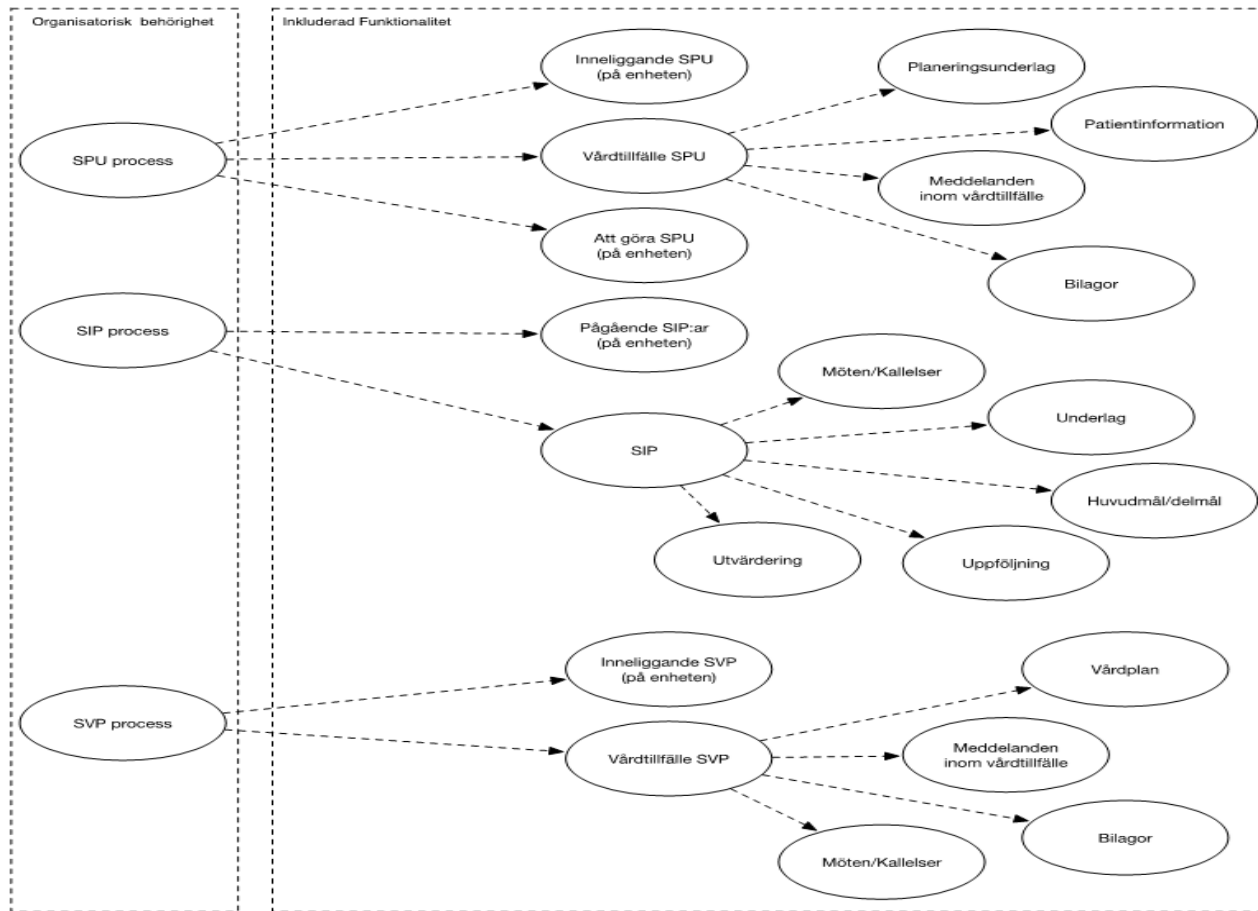 Organisatorisk behörighet
Inkluderad Funktionalitet
SPU process
Inneliggande SPU
(på enheten)
Vårdtillfälle SPU
Att göra SPU
(på enheten)
Planeringsunderlag
Patientinformation
Meddelanden
inom vårdtillfälle
Bilagor
SIP process
Pågående SIP:ar
(på enheten)
SIP
Möten/Kallelser
Underlag
Huvudmål/delmål
Uppföljning
Utvärdering
SVP process
Inneliggande SVP
(på enheten)
Vårdtillfälle SVP
Vårdplan
Meddelanden
inom vårdtillfälle
Bilagor
Möten/Kallelser